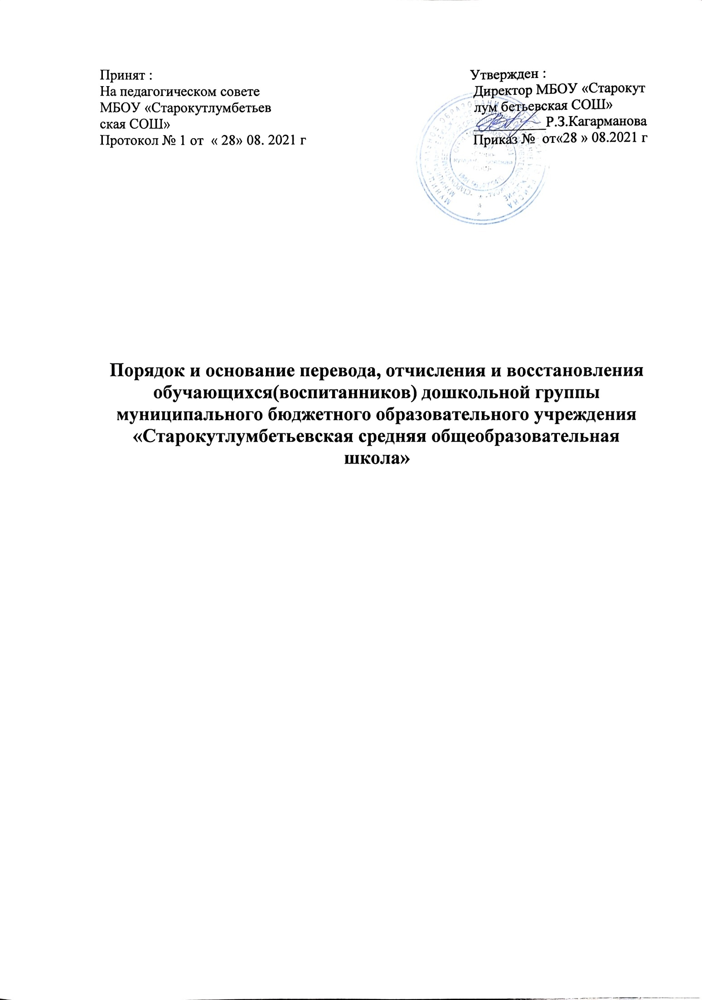 Принят :
На педагогическом совете
МБОУ «Старокутлумбетьев
ская СОШ»
Протокол № 1 от « 28» 08. 2021 г
Утвержден :
Директор МБОУ «Старокут
лум бетьевская СОШ»
____________Р.З.Кагарманова
Приказ № от«28 » 08.2021 г
Порядок и основание перевода, отчисления и восстановления
обучающихся(воспитанников) дошкольной группы
муниципального бюджетного образовательного учреждения
«Старокутлумбетьевская средняя общеобразовательная
школа»